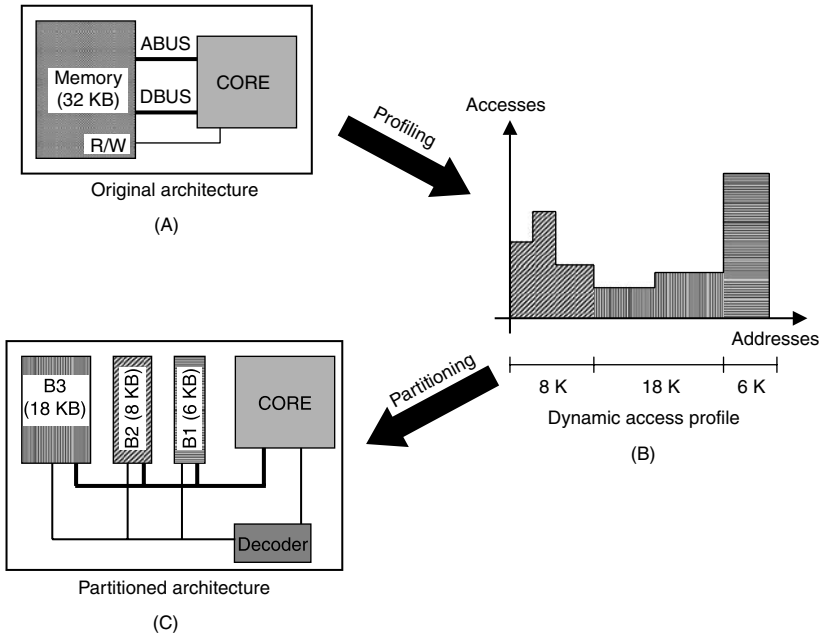 ABUS
Memory
(32 KB)
CORE
DBUS
R/W
Original architecture
(A)
Profiling
Accesses
Addresses
8 K
18 K
6 K
Dynamic access profile
(B)
Partitioning
B3
(18 KB)
B2 (8 KB)
B1 (6 KB)
CORE
Decoder
Partitioned architecture
(C)